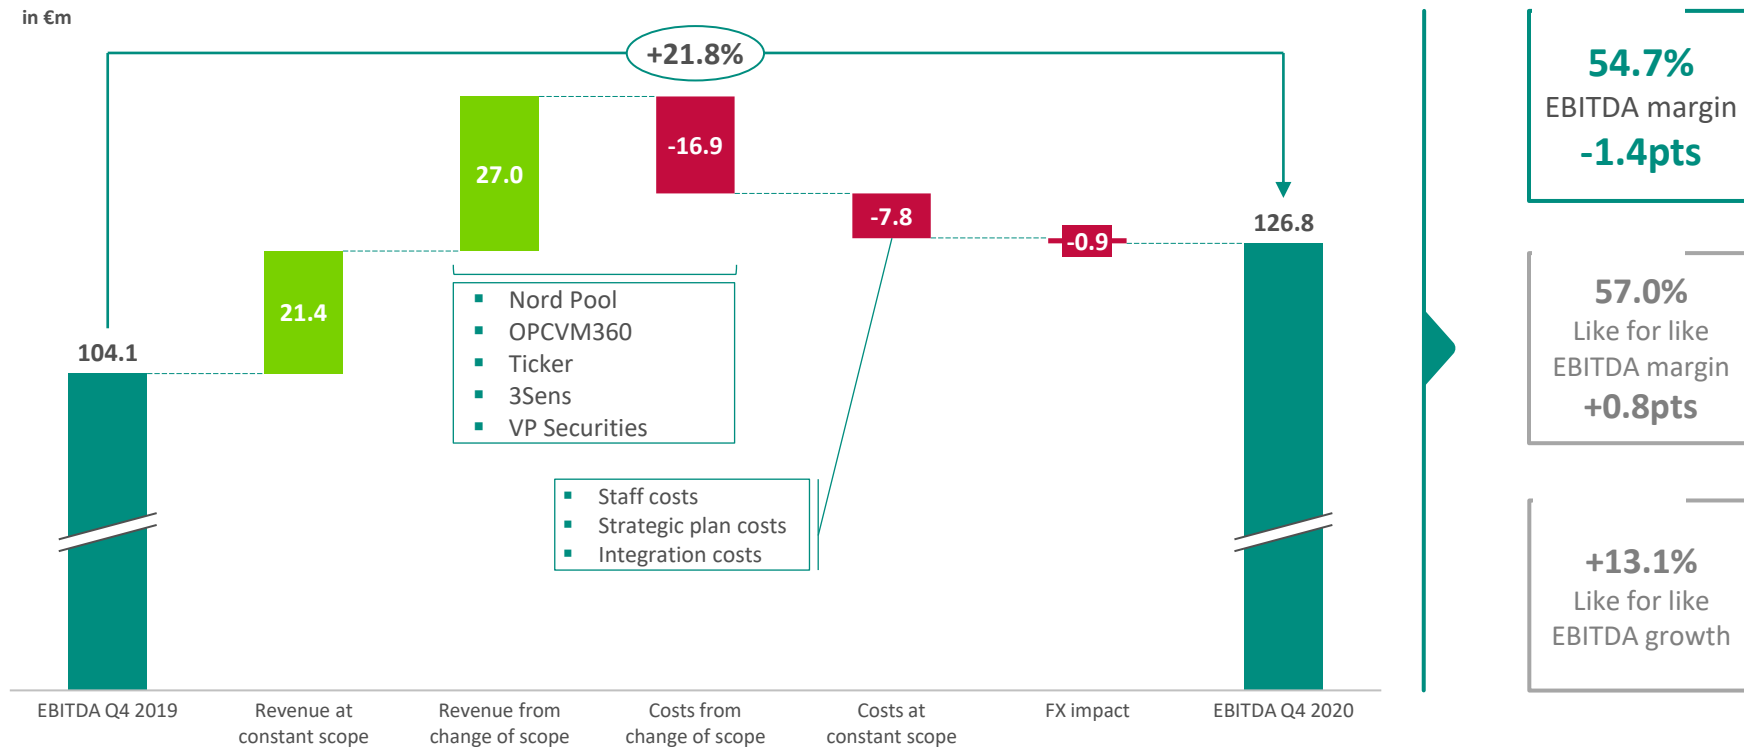 in €m
+21.8%
104.1
21.4
27.0
-16.9
-7.8
-0.9
126.8
▪ Nord Pool
▪ OPCVM360
▪ Ticker
▪ 3Sens
▪ VP Securities
▪ Staff costs
▪ Strategic plan costs
▪ Integration costs
EBITDA Q4 2019
Revenue at
constant scope
Revenue from
change of scope
Costs from
change of scope
Costs at
constant scope
FX impact
EBITDA Q4 2020
54.7%
EBITDA margin
-1.4pts
57.0%
Like for like
EBITDA margin
+0.8pts
+13.1%
Like for like
EBITDA growth